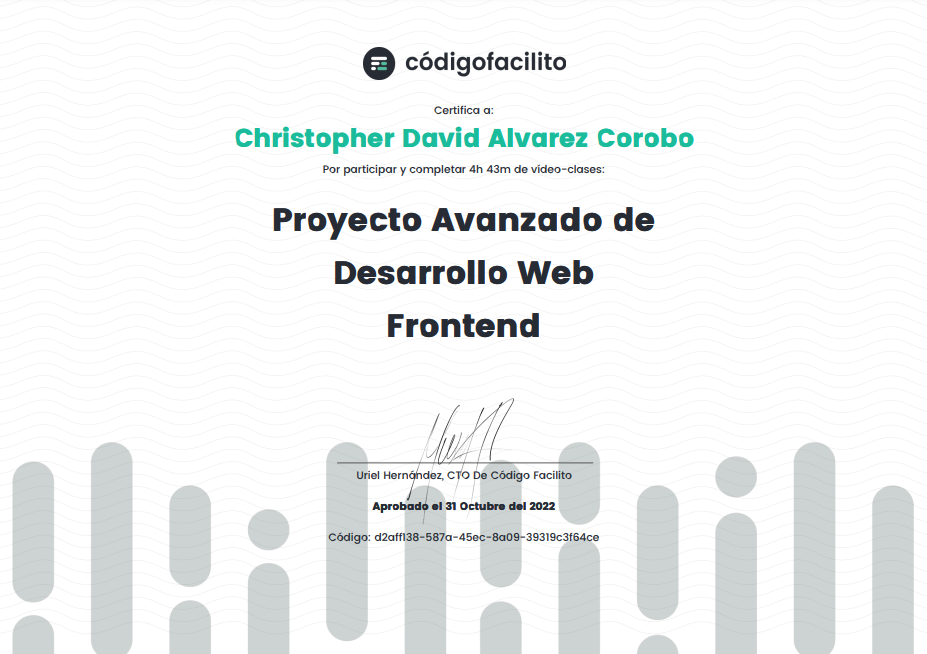 códigofacilito
Certifica a:
Christopher David Alvarez Corobo
Por participar y completar 4h 43m de vídeo-clases:
Proyecto Avanzado de
Desarrollo Web
Frontend
Uriel Hernández, CTO De Código Facilito
Aprobado el 31 Octubre del 2022
Código: d2aff138-587a-45ec-8a09-39319c3f64ce